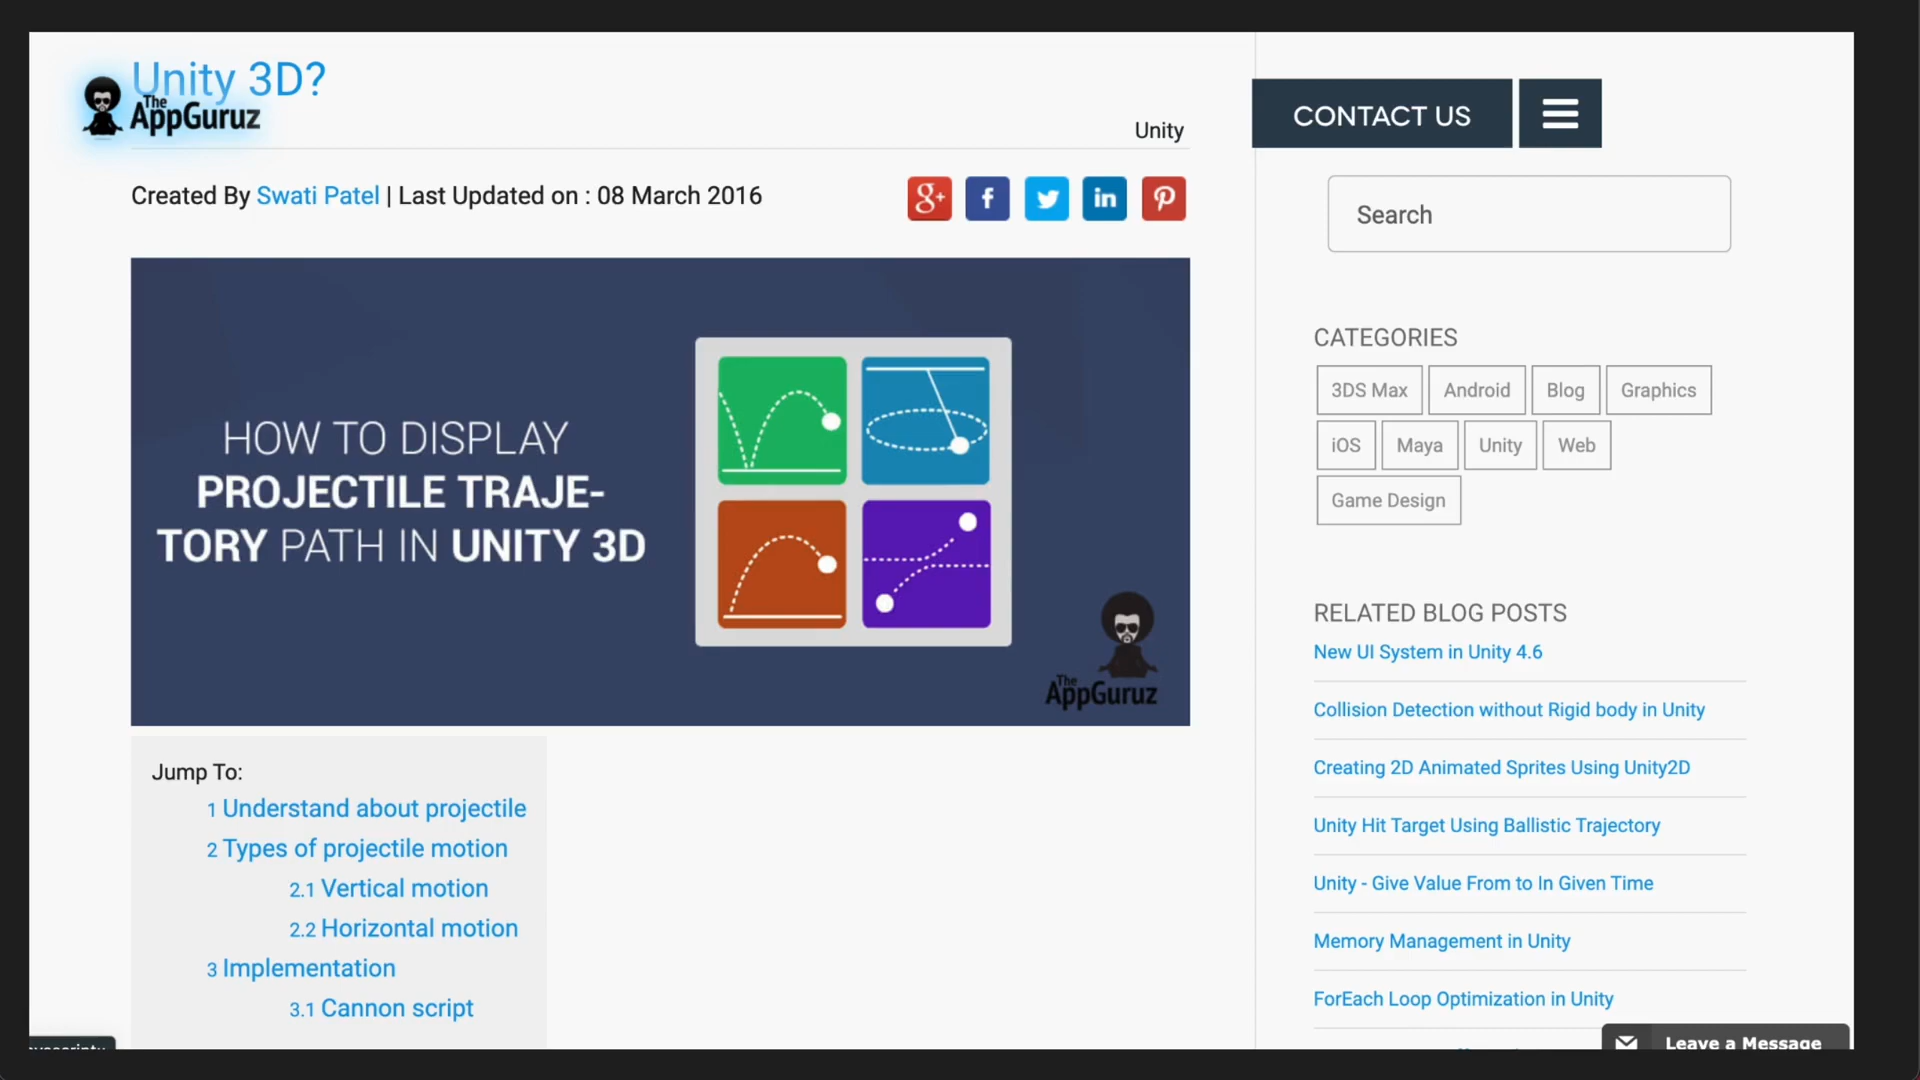 Unity 3D?
The
AppGuruz
Unity
CONTACT US
Created By Swati Patel | Last Updated on : 08 March 2016
g+
f
in
Search
HOW TO DISPLAY
PROJECTILE TRAJE-
TORY PATH IN UNITY 3D
The
AppGuruz
CATEGORIES
3DS Max
Android
Blog
Graphics
iOS
Maya
Unity
Web
Game Design
RELATED BLOG POSTS
New UI System in Unity 4.6
Collision Detection without Rigid body in Unity
Creating 2D Animated Sprites Using Unity2D
Unity Hit Target Using Ballistic Trajectory
Unity - Give Value From to In Given Time
Memory Management in Unity
ForEach Loop Optimization in Unity
Jump To:
1 Understand about projectile
2 Types of projectile motion
2.1 Vertical motion
2.2 Horizontal motion
3 Implementation
3.1 Cannon script
Leave a Message